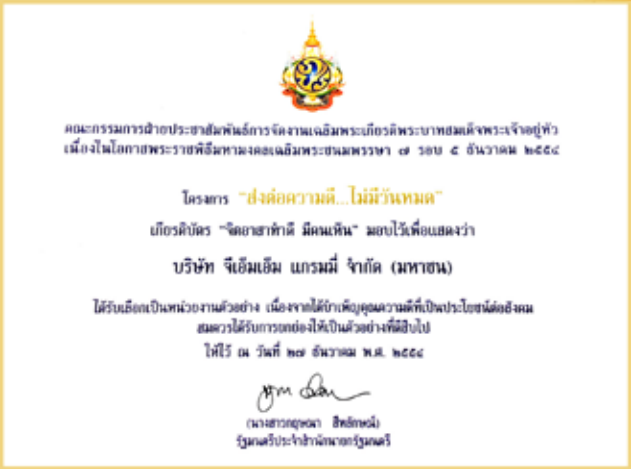 คณะกรรมการฝ่ายประชาสัมพันธ์การจัดงานเฉลิมพระเกียรติพระบาทสมเด็จพระเจ้าอยู่หัว
เนื่องในโอกาสพระราชพิธีมหามงคลเฉลิมพระชนมพรรษา ๗ รอบ ๕ ธันวาคม ๒๕๕๔
โครงการ "ส่งต่อความดี...ไม่มีวันหมด"
เกียรติบัตร "จิตอาสาทำดี มีคนเห็น" มอบไว้เพื่อแสดงว่า
บริษัท จีเอ็มเอ็ม แกรมมี่ จำกัด (มหาชน)
ได้รับเลือกเป็นหน่วยงานตัวอย่าง เนื่องจากได้บำเพ็ญคุณความดีที่เป็นประโยชน์ต่อสังคม
สมควรได้รับการยกย่องให้เป็นตัวอย่างที่ดีสืบไป
ให้ไว้ ณ วันที่ ๒๗ ธันวาคม พ.ศ. ๒๕๕๔
(นางสาวกฤษณา สีหลักษณ์)
รัฐมนตรีประจำสำนักนายกรัฐมนตรี